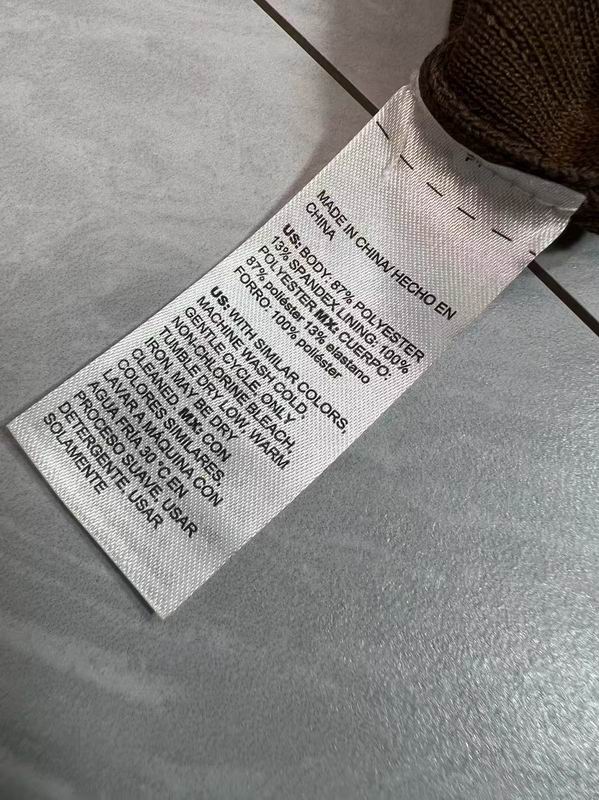 MADE IN CHINA/ HECHO EN
CHINA
US: BODY: 87% POLYESTER
13% SPANDEX LINING: 100%
POLYESTER MX: CUERPO:
87% poliéster 13% elastano
FORRO: 100% poliéster
US: WITH SIMILAR COLORS,
MACHINE WASH COLD,
GENTLE CYCLE. ONLY
NON-CHLORINE BLEACH,
TUMBLE DRY LOW, WARM
IRON. MAY BE DRY
CLEANED. MX: CON
COLORES SIMILARES,
LAVAR A MAQUINA CON
AGUA FRIA 30 °C EN
PROCESO SUAVE. USAR
DETERGENTE. USAR
SOLAMENTE